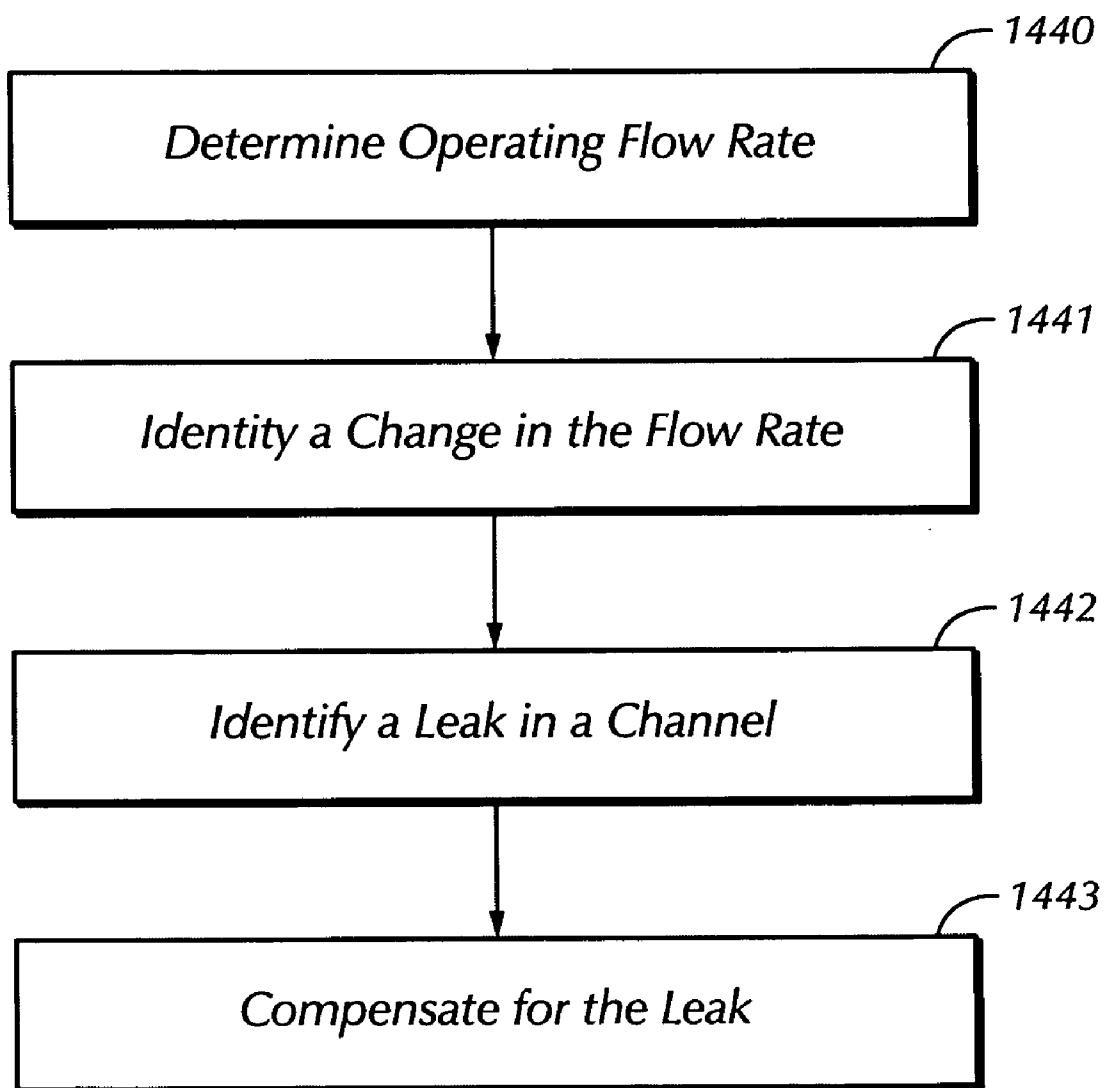 1440
Determine Operating Flow Rate
1441
Identity a Change in the Flow Rate
1442
Identify a Leak in a Channel
1443
Compensate for the Leak